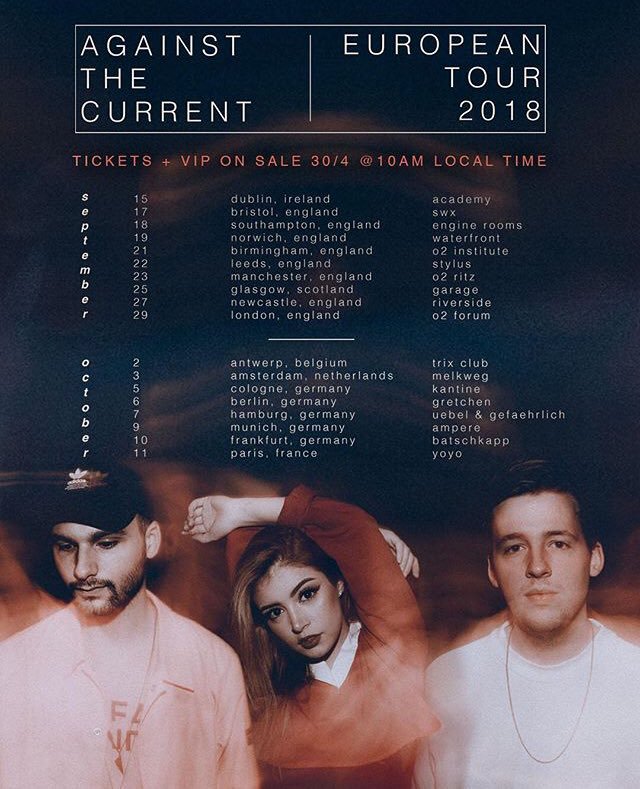 AGAINST
THE
CURRENT
EUROPEAN
TOUR
2018
TICKETS + VIP ON SALE 30/4 @10AM LOCAL TIME
september
15 dublin, ireland academy
17 bristol, england swx
18 southampton, england engine rooms
19 norwich, england waterfront
21 birmingham, england o2 institute
22 leeds, england stylus
23 manchester, england o2 ritz
25 glasgow, scotland garage
27 newcastle, england riverside
29 london, england o2 forum
october
2 antwerp, belgium trix club
3 amsterdam, netherlands melkweg
5 cologne, germany kantine
6 berlin, germany gretchen
7 hamburg, germany uebel & gefaehrlich
9 munich, germany ampere
10 frankfurt, germany batschkapp
11 paris, france yoyo
adidas